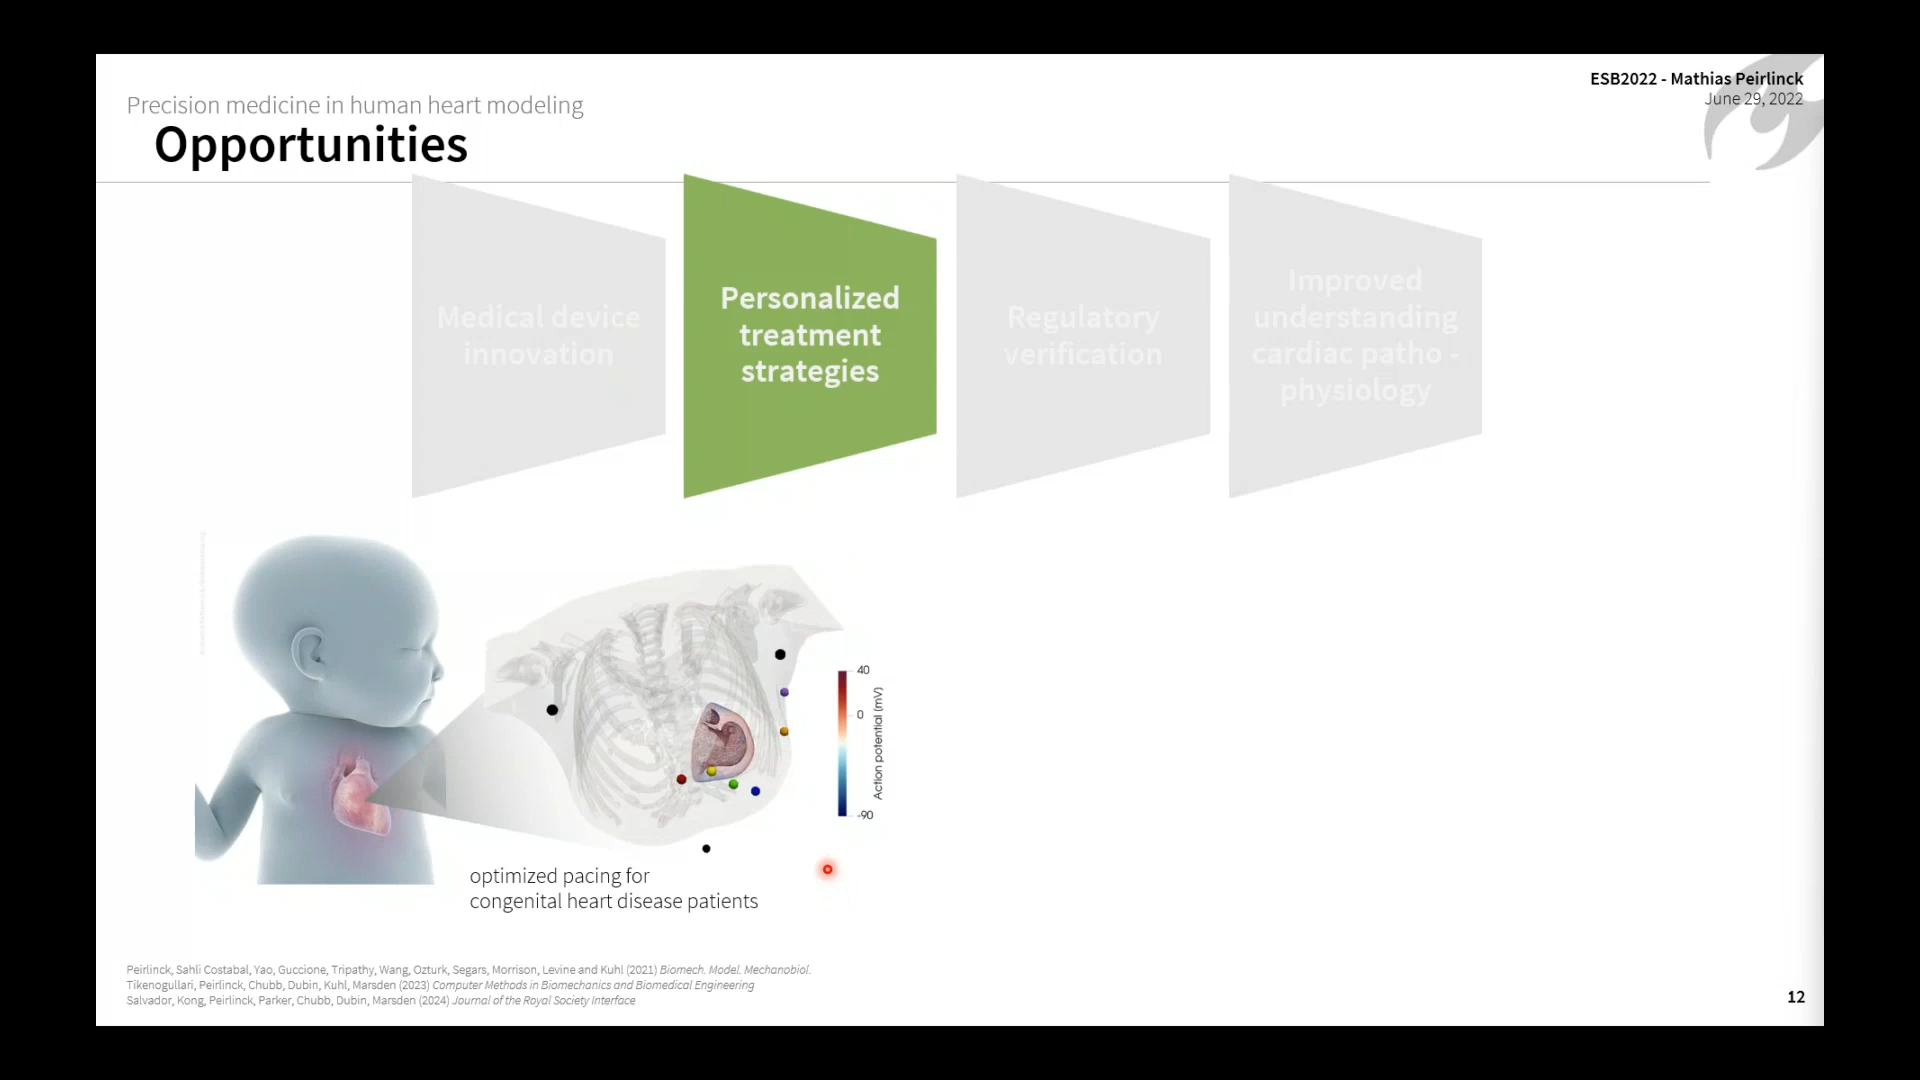 ESB2022 - Mathias Peirlinck
June 29, 2022
Precision medicine in human heart modeling
Opportunities
Medical device
innovation
Personalized
treatment
strategies
Regulatory
verification
Improved
understanding
cardiac patho -
physiology
40
0
-90
Action potential (mV)
optimized pacing for
congenital heart disease patients
Peirlinck, Sahli Costabal, Yao, Guccione, Tripathy, Wang, Ozturk, Segars, Morrison, Levine and Kuhl (2021) Biomech. Model. Mechanobiol.
Tikenogullari, Peirlinck, Chubb, Dubin, Kuhl, Marsden (2023) Computer Methods in Biomechanics and Biomedical Engineering
Salvador, Kong, Peirlinck, Parker, Chubb, Dubin, Marsden (2024) Journal of the Royal Society Interface
12